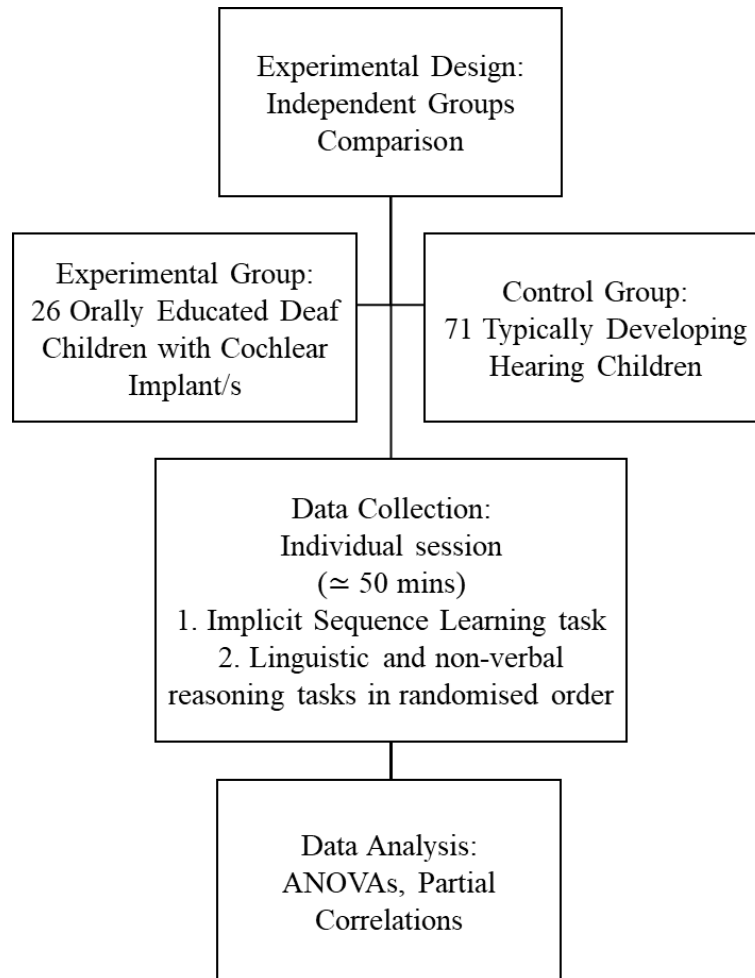 Experimental Design:
Independent Groups
Comparison
Experimental Group:
26 Orally Educated Deaf
Children with Cochlear
Implant/s
Control Group:
71 Typically Developing
Hearing Children
Data Collection:
Individual session
(≃ 50 mins)
1. Implicit Sequence Learning task
2. Linguistic and non-verbal
reasoning tasks in randomised order
Data Analysis:
ANOVAs, Partial
Correlations